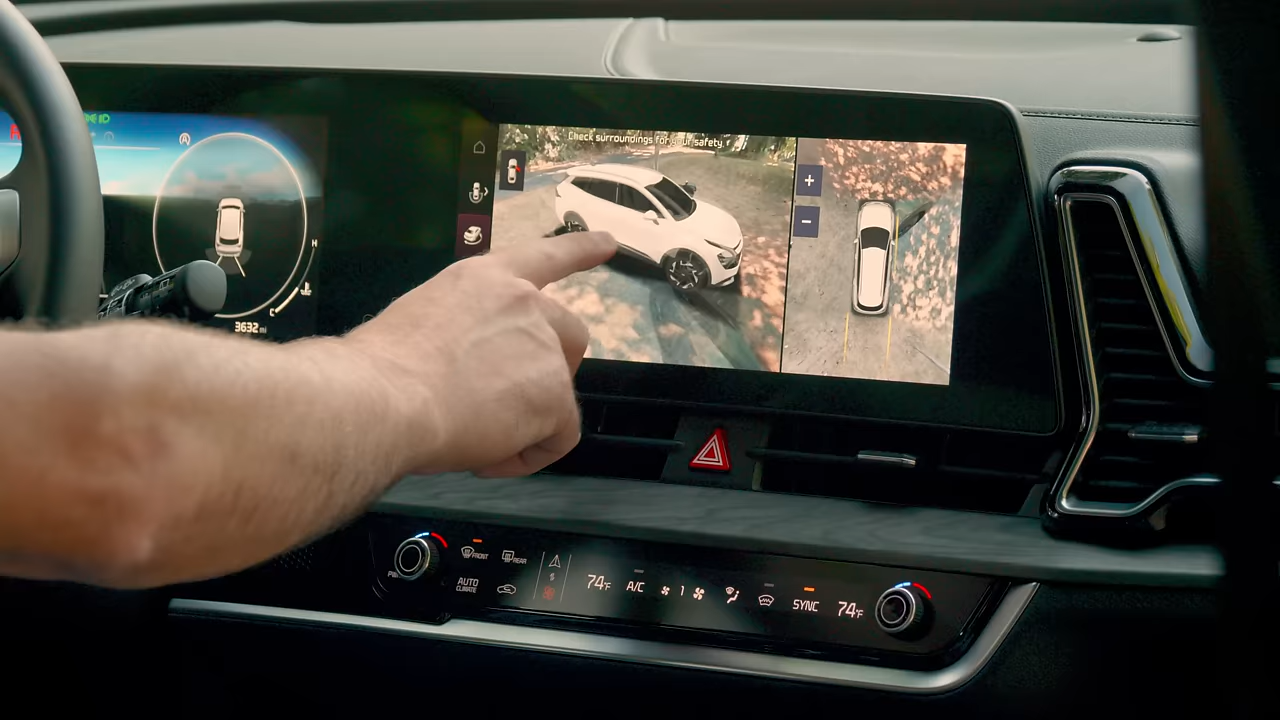 Check surroundings for your safety
+
−
H
C
3632 mi
FRONT
REAR
AUTO
CLIMATE
74°F
A/C
1
SYNC
74°F